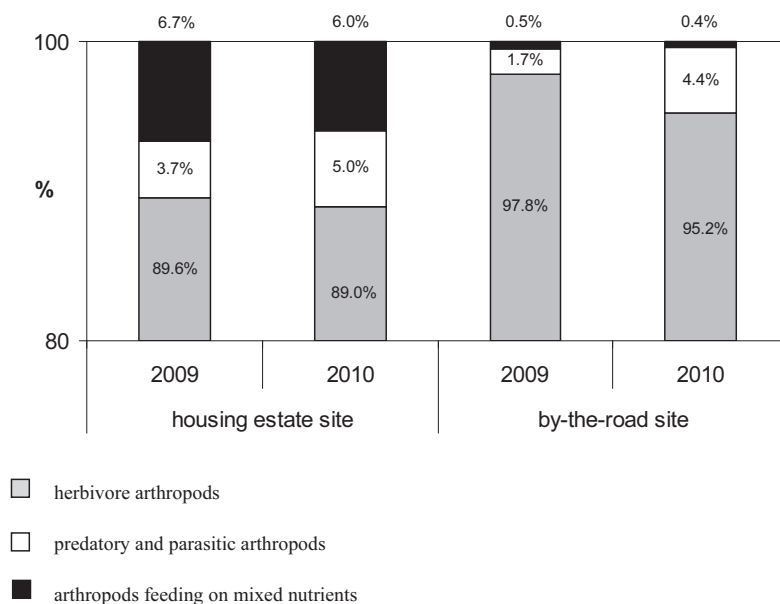 6.7% 6.0% 0.5% 0.4%
100
1.7%
4.4%
3.7% 5.0%
%
97.8%
95.2%
89.6%
89.0%
80
2009 2010 2009 2010
housing estate site by-the-road site
herbivore arthropods
predatory and parasitic arthropods
arthropods feeding on mixed nutrients